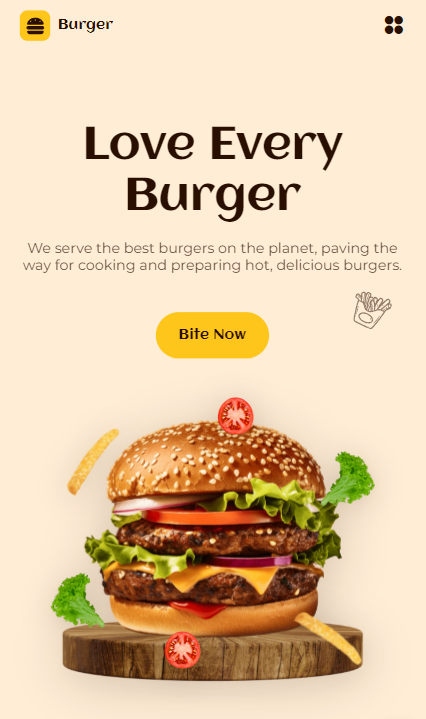 Burger
Love Every
Burger
We serve the best burgers on the planet, paving the
way for cooking and preparing hot, delicious burgers.
Bite Now